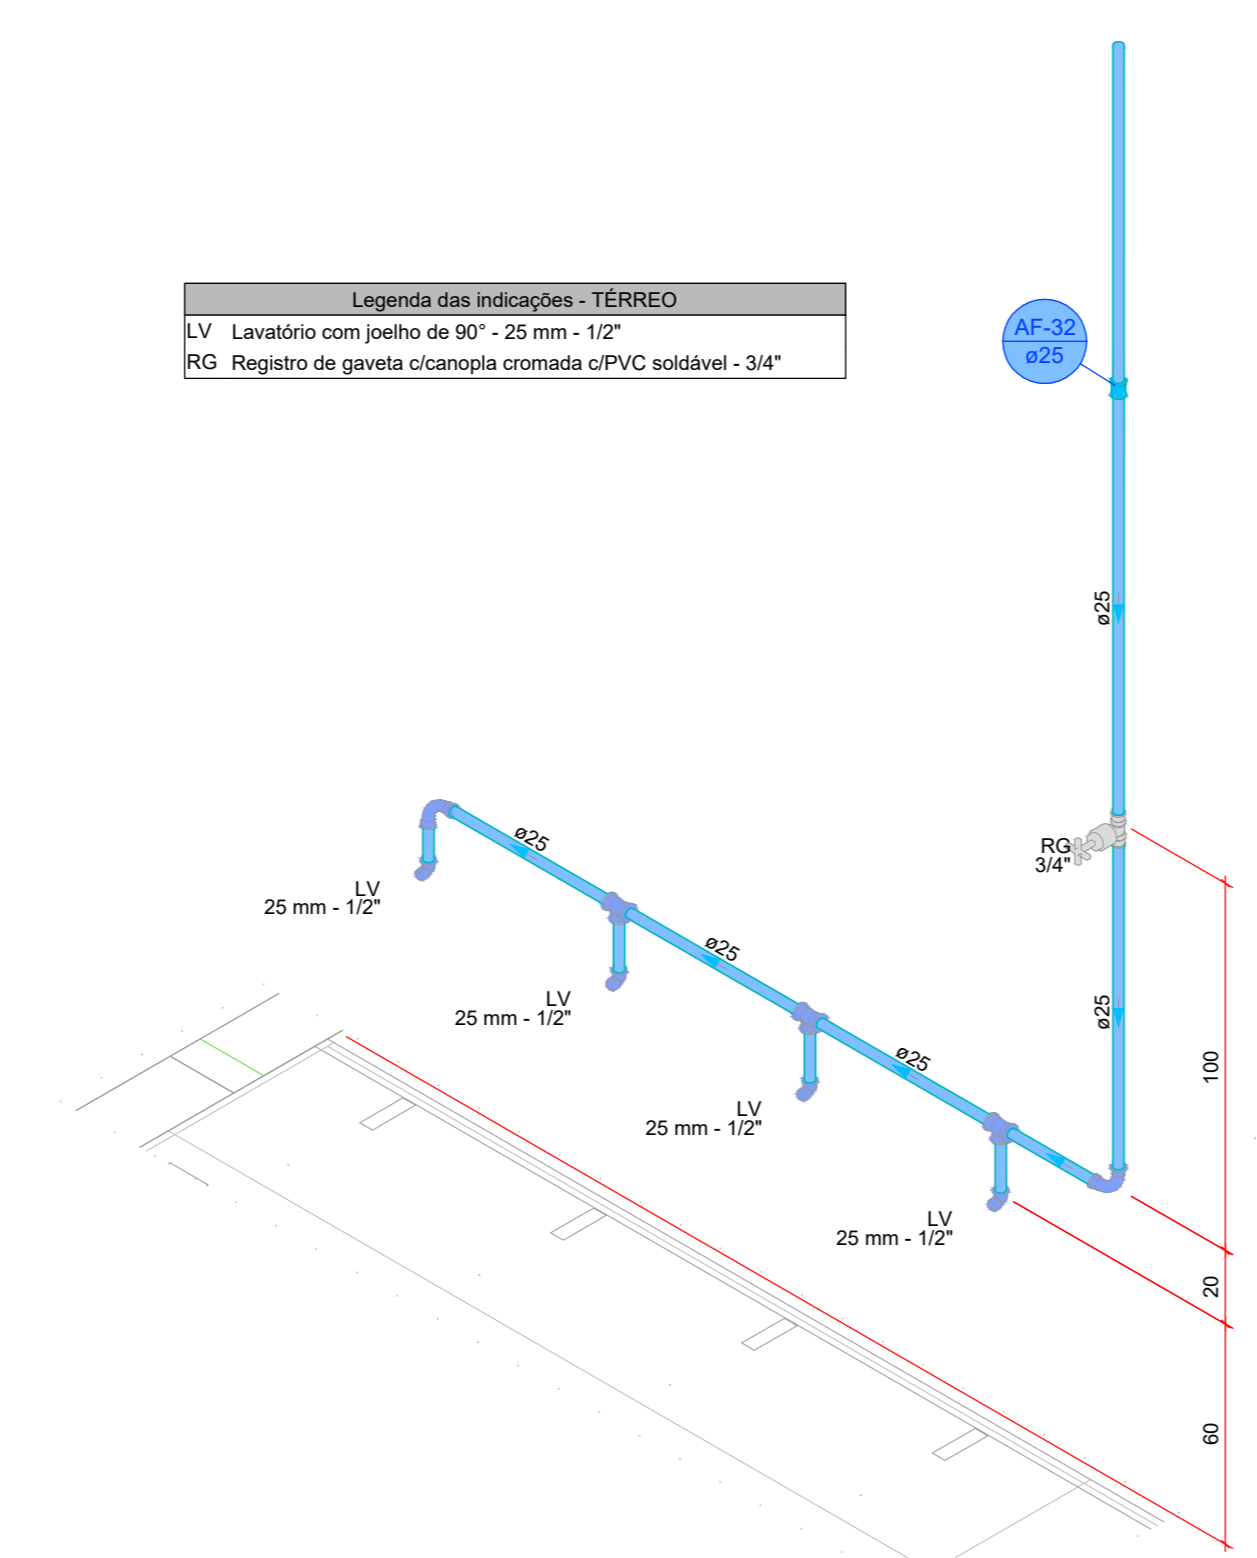 Legenda das indicações - TÉRREO
LV Lavatório com joelho de 90° - 25 mm - 1/2"
RG Registro de gaveta c/canopla cromada c/PVC soldável - 3/4"
AF-32
ø25
ø25
RG
3/4"
ø25
LV
25 mm - 1/2"
ø25
LV
25 mm - 1/2"
ø25
ø25
100
LV
25 mm - 1/2"
LV
25 mm - 1/2"
20
60